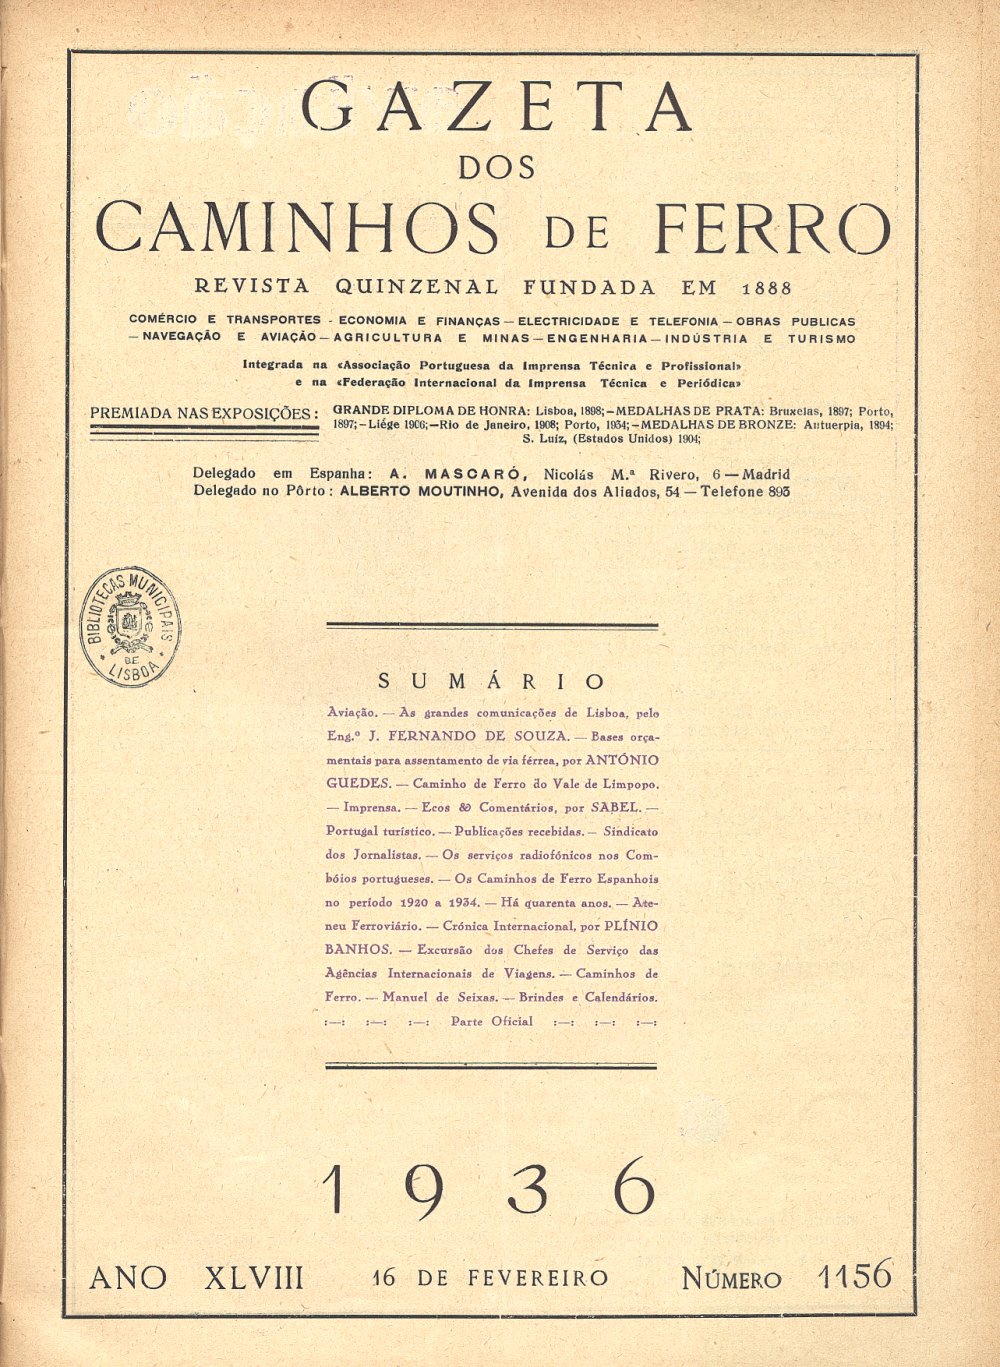 GAZETA
DOS
CAMINHOS DE FERRO
REVISTA QUINZENAL FUNDADA EM 1888
COMÉRCIO E TRANSPORTES - ECONOMIA E FINANÇAS — ELECTRICIDADE E TELEFONIA — OBRAS PUBLICAS
— NAVEGAÇÃO E AVIAÇÃO — AGRICULTURA E MINAS — ENGENHARIA — INDÚSTRIA E TURISMO
Integrada na «Associação Portuguesa da Imprensa Técnica e Profissional»
e na «Federação Internacional da Imprensa Técnica e Periódica»
PREMIADA NAS EXPOSIÇÕES: GRANDE DIPLOMA DE HONRA: Lisboa, 1898; — MEDALHAS DE PRATA: Bruxelas, 1897; Porto,
1897; — Liége 1906; — Rio de Janeiro, 1908; Porto, 1934; — MEDALHAS DE BRONZE: Antuerpia, 1894;
S. Luiz, (Estados Unidos) 1904;
Delegado em Espanha: A. MASCARÓ, Nicolás M.ª Rivero, 6 — Madrid
Delegado no Pôrto: ALBERTO MOUTINHO, Avenida dos Aliados, 54 — Telefone 893
BIBLIOTECAS MUNICIPAIS
DE
LISBOA
SUMÁRIO
Aviação. — As grandes comunicações de Lisboa, pelo
Eng.º J. FERNANDO DE SOUZA. — Bases orça-
mentais para assentamento de via férrea, por ANTÓNIO
GUEDES. — Caminho de Ferro do Vale de Limpopo.
— Imprensa. — Ecos & Comentários, por SABEL. —
Portugal turístico. — Publicações recebidas. — Sindicato
dos Jornalistas. — Os serviços radiofónicos nos Com-
bóios portugueses. — Os Caminhos de Ferro Espanhois
no período 1920 a 1934. — Há quarenta anos. — Ate-
neu Ferroviário. — Crónica Internacional, por PLÍNIO
BANHOS. — Excursão dos Chefes de Serviço das
Agências Internacionais de Viagens. — Caminhos de
Ferro. — Manuel de Seixas. — Brindes e Calendários.
:—: :—: :—: Parte Oficial :—: :—: :—:
1936
ANO XLVIII 16 DE FEVEREIRO NÚMERO 1156